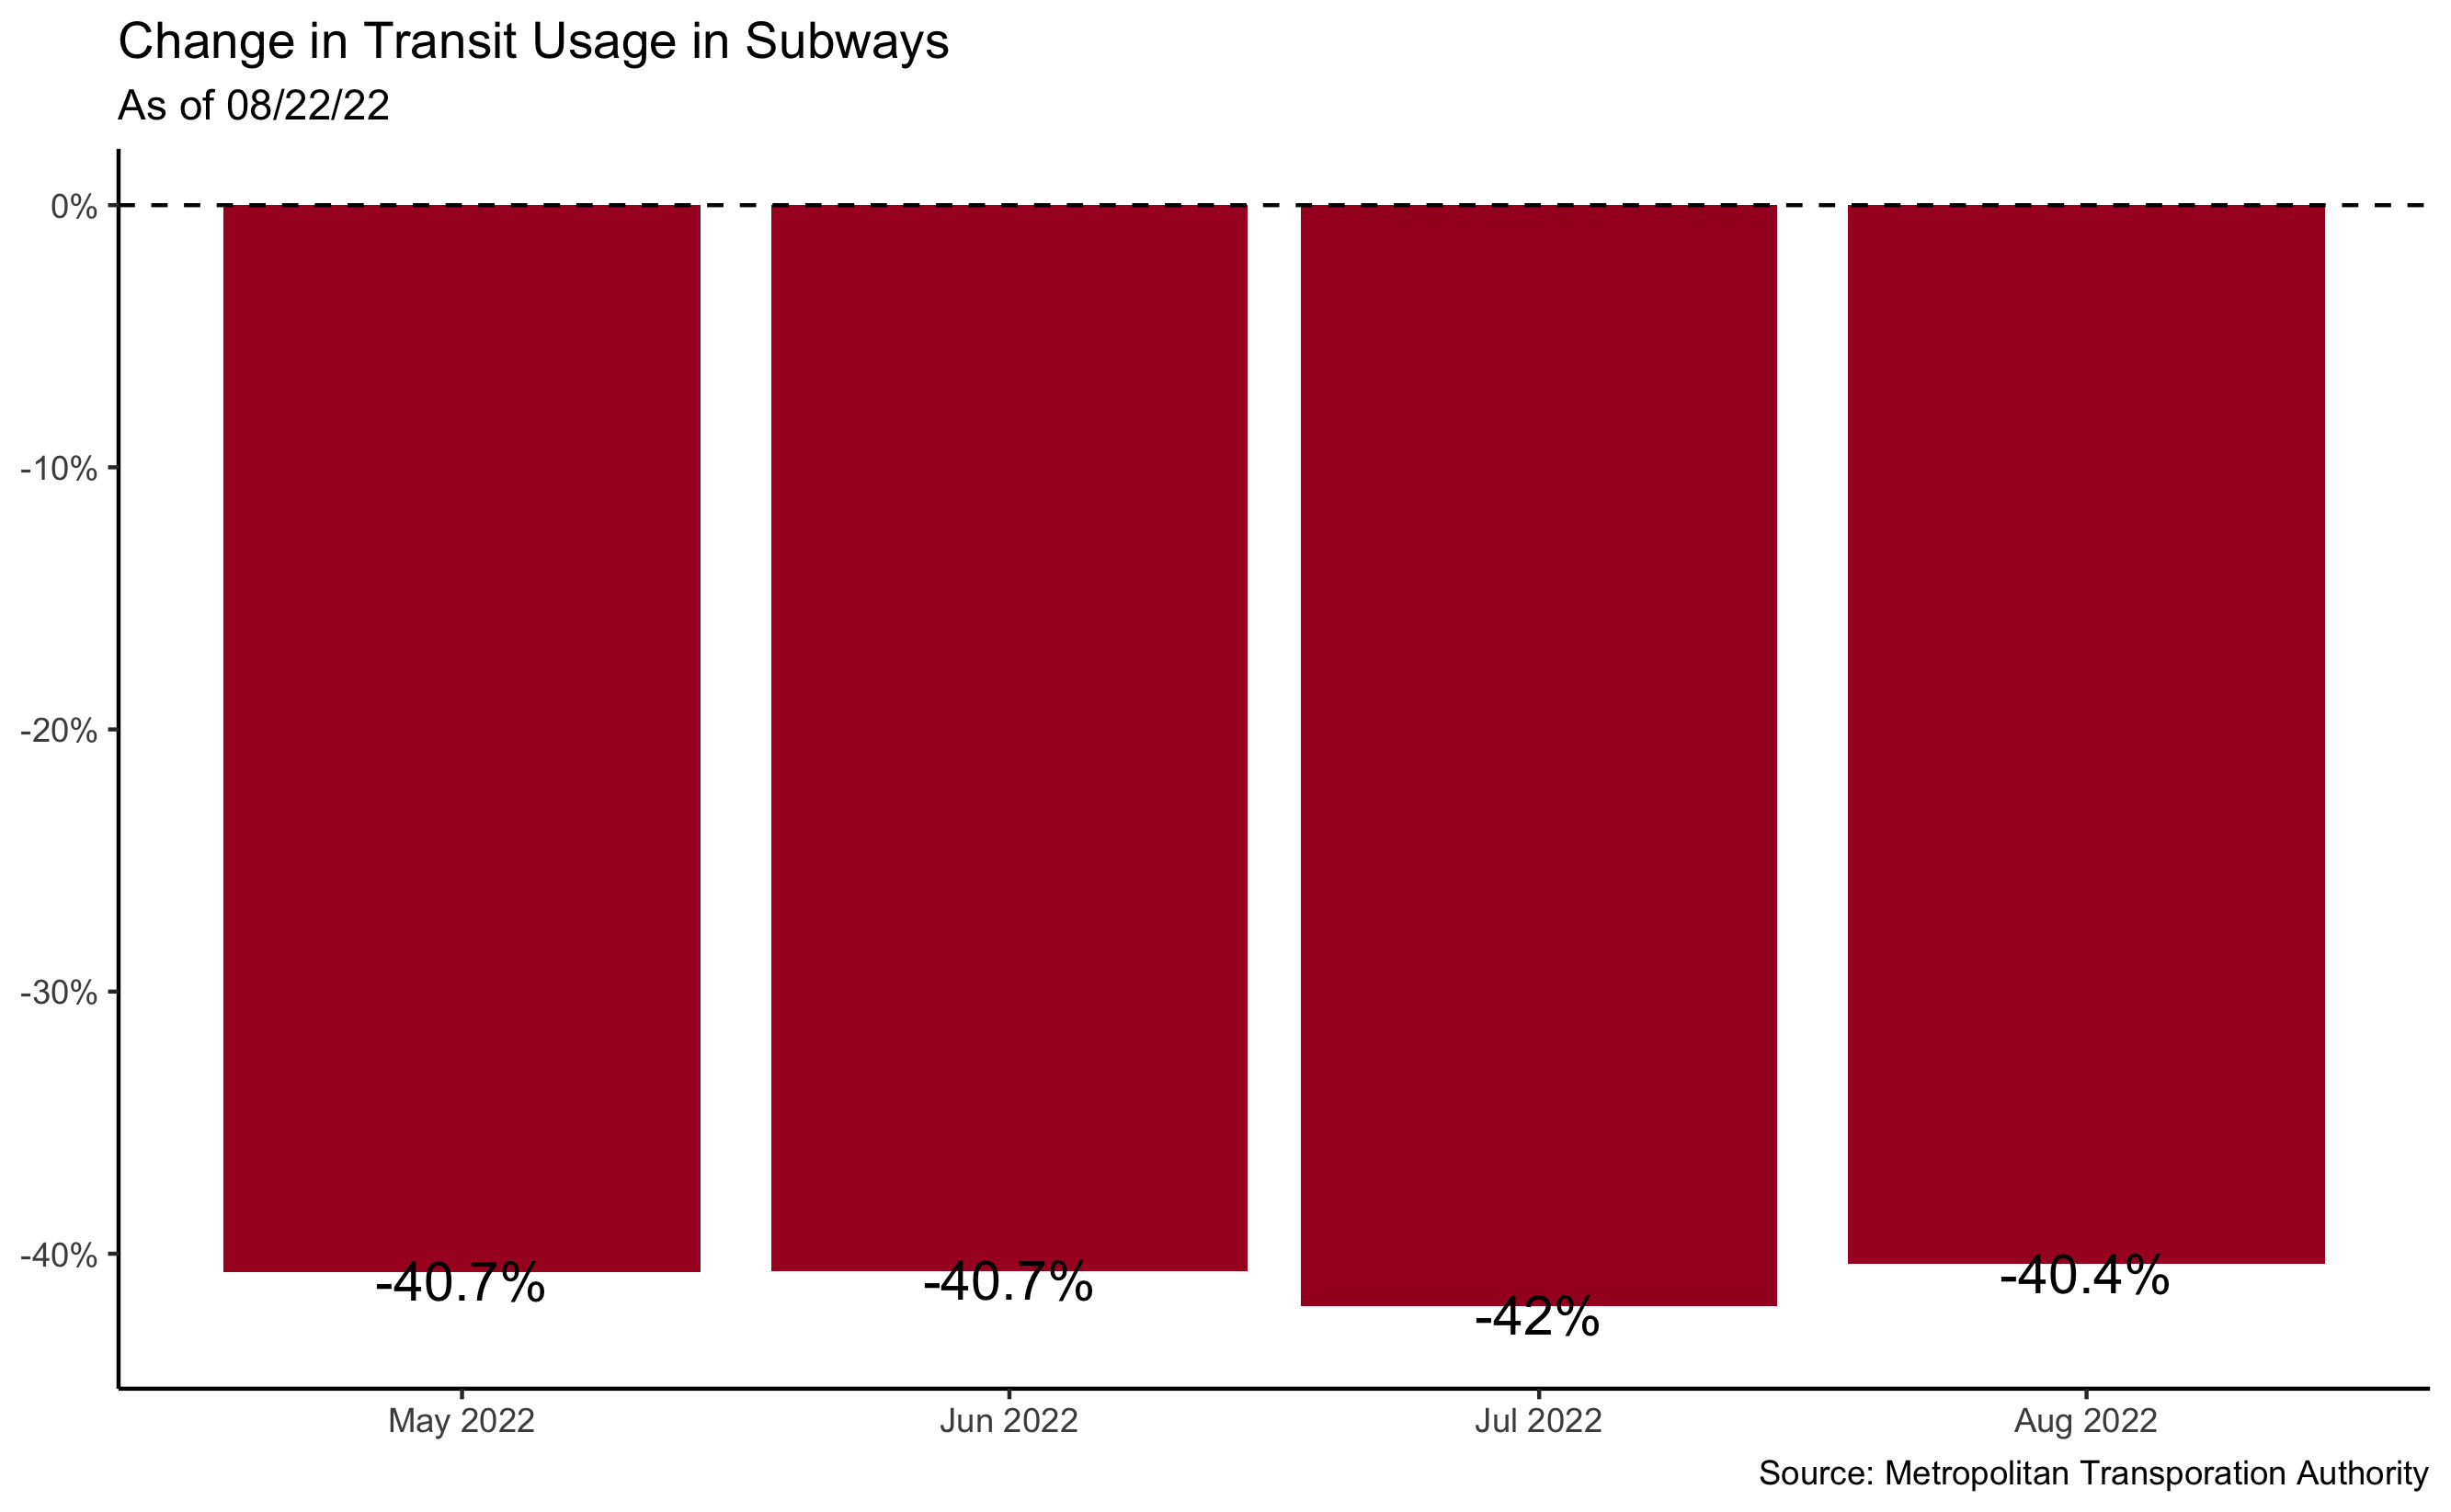 Change in Transit Usage in Subways
As of 08/22/22
0%
-10%
-20%
-30%
-40%
-40.7%
-40.7%
-42%
-40.4%
May 2022
Jun 2022
Jul 2022
Aug 2022
Source: Metropolitan Transporation Authority